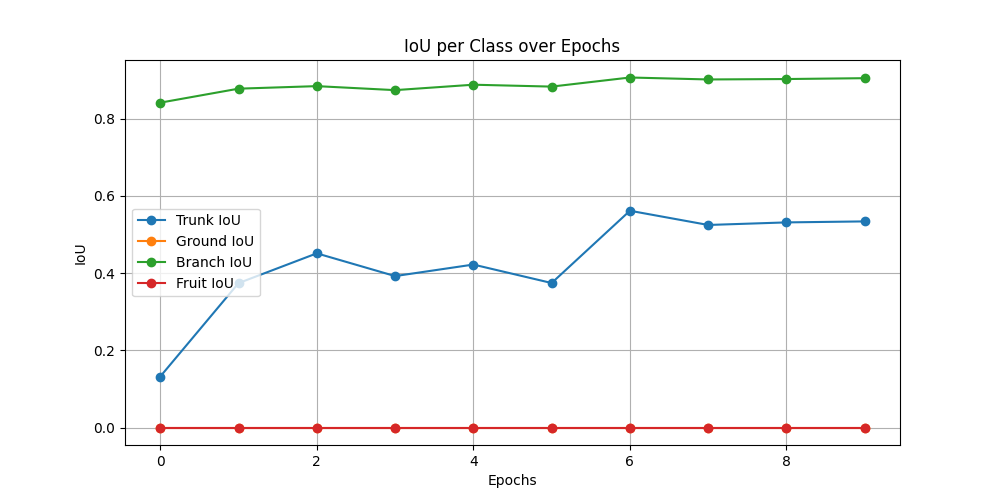 IoU per Class over Epochs
IoU
0.8
0.6
0.4
0.2
0.0
Trunk IoU
Ground IoU
Branch IoU
Fruit IoU
0
2
4
6
8
Epochs